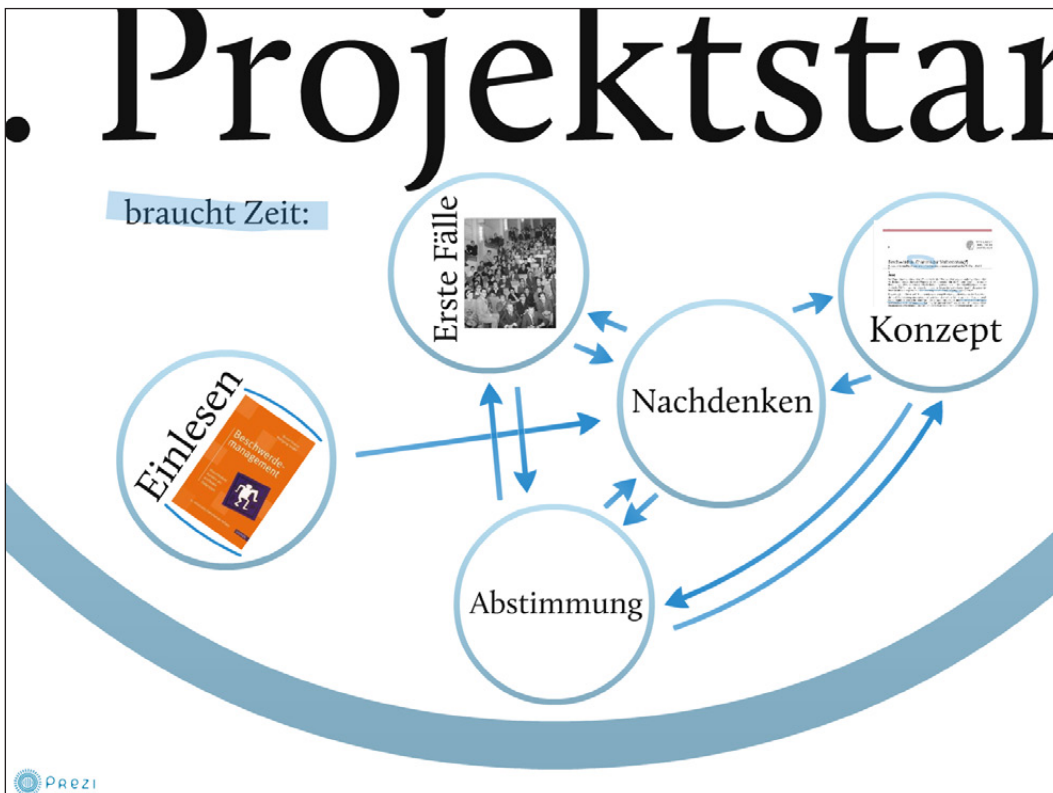 . Projektstar
braucht Zeit:
Erste Fälle
Konzept
Nachdenken
Einlesen
Beschwerde-
management
Abstimmung
PREZI